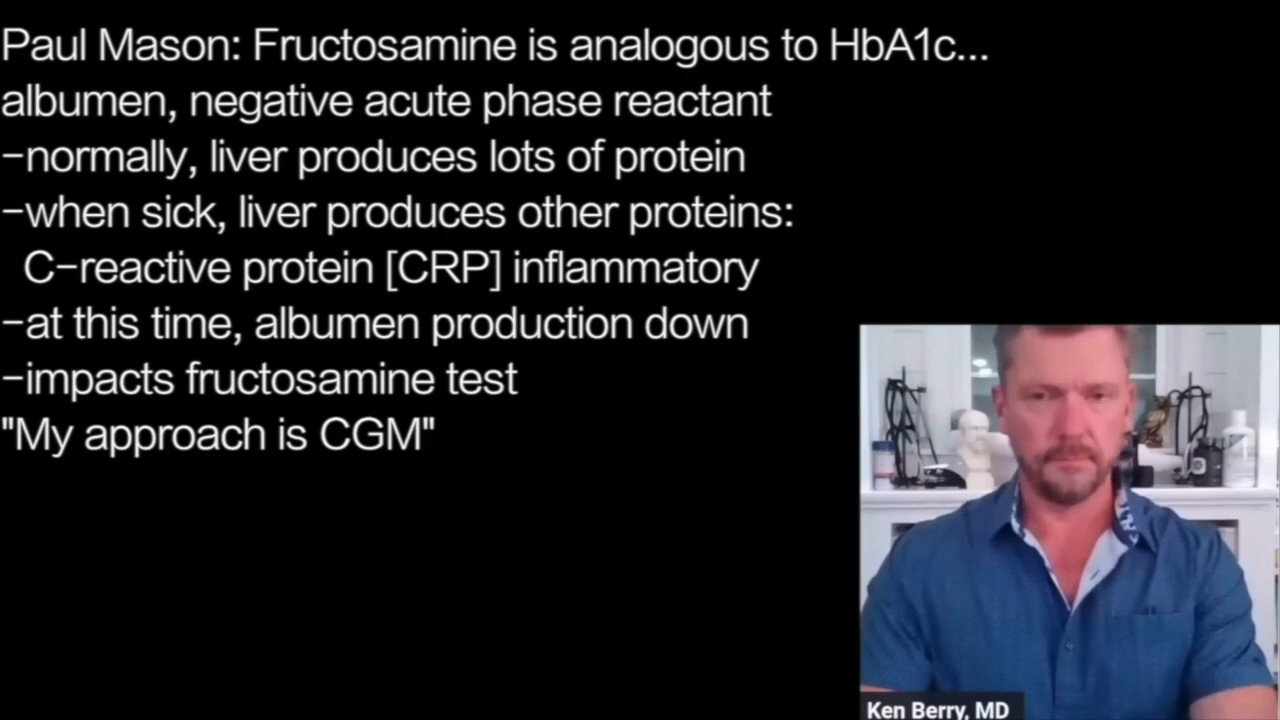 Paul Mason: Fructosamine is analogous to HbA1c...
albumen, negative acute phase reactant
-normally, liver produces lots of protein
-when sick, liver produces other proteins:
C-reactive protein [CRP] inflammatory
-at this time, albumen production down
-impacts fructosamine test
"My approach is CGM"
Ken Berry, MD